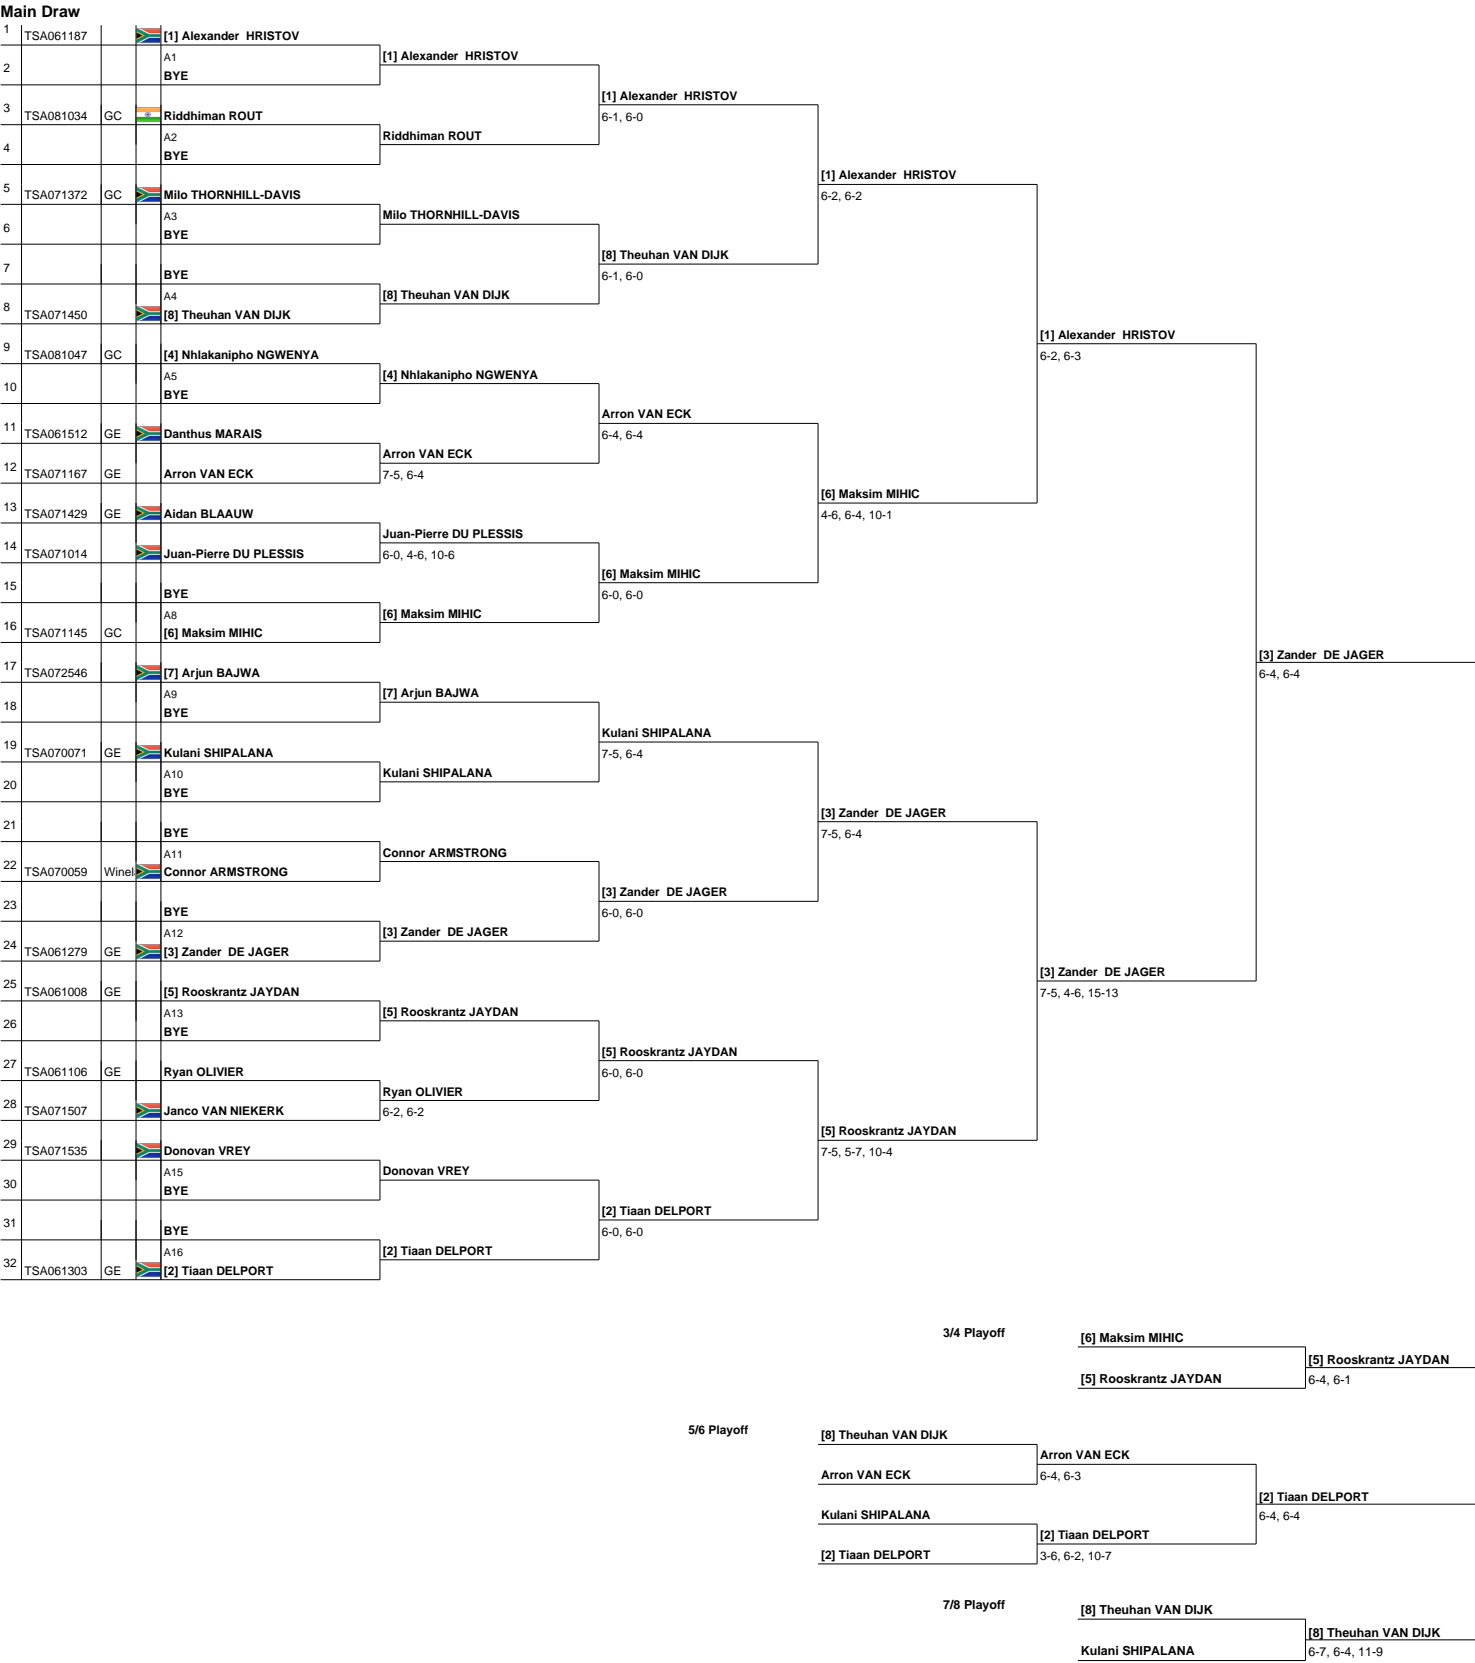 Main Draw
1 TSA061187 [1] Alexander HRISTOV
A1 [1] Alexander HRISTOV
2 BYE
[1] Alexander HRISTOV
3 TSA081034 GC Riddhiman ROUT 6-1, 6-0
A2 Riddhiman ROUT
4 BYE
[1] Alexander HRISTOV
5 TSA071372 GC Milo THORNHILL-DAVIS 6-2, 6-2
A3 Milo THORNHILL-DAVIS
6 BYE
[8] Theuhan VAN DIJK
7 BYE 6-1, 6-0
A4 [8] Theuhan VAN DIJK
8 TSA071450 [8] Theuhan VAN DIJK
[1] Alexander HRISTOV
9 TSA081047 GC [4] Nhlakanipho NGWENYA 6-2, 6-3
A5 [4] Nhlakanipho NGWENYA
10 BYE
Arron VAN ECK
11 TSA061512 GE Danthus MARAIS 6-4, 6-4
Arron VAN ECK
12 TSA071167 GE Arron VAN ECK 7-5, 6-4
[6] Maksim MIHIC
13 TSA071429 GE Aidan BLAAUW 4-6, 6-4, 10-1
Juan-Pierre DU PLESSIS
14 TSA071014 Juan-Pierre DU PLESSIS 6-0, 4-6, 10-6
[6] Maksim MIHIC
15 BYE 6-0, 6-0
A8 [6] Maksim MIHIC
16 TSA071145 GC [6] Maksim MIHIC
[3] Zander DE JAGER
17 TSA072546 [7] Arjun BAJWA 6-4, 6-4
A9 [7] Arjun BAJWA
18 BYE
Kulani SHIPALANA
19 TSA070071 GE Kulani SHIPALANA 7-5, 6-4
A10 Kulani SHIPALANA
20 BYE
[3] Zander DE JAGER
21 BYE 7-5, 6-4
A11 Connor ARMSTRONG
22 TSA070059 Winel Connor ARMSTRONG
[3] Zander DE JAGER
23 BYE 6-0, 6-0
A12 [3] Zander DE JAGER
24 TSA061279 GE [3] Zander DE JAGER
[3] Zander DE JAGER
25 TSA061008 GE [5] Rooskrantz JAYDAN 7-5, 4-6, 15-13
A13 [5] Rooskrantz JAYDAN
26 BYE
[5] Rooskrantz JAYDAN
27 TSA061106 GE Ryan OLIVIER 6-0, 6-0
Ryan OLIVIER
28 TSA071507 Janco VAN NIEKERK 6-2, 6-2
[5] Rooskrantz JAYDAN
29 TSA071535 Donovan VREY 7-5, 5-7, 10-4
A15 Donovan VREY
30 BYE
[2] Tiaan DELPORT
31 BYE 6-0, 6-0
A16 [2] Tiaan DELPORT
32 TSA061303 GE [2] Tiaan DELPORT
3/4 Playoff [6] Maksim MIHIC
[5] Rooskrantz JAYDAN
[5] Rooskrantz JAYDAN 6-4, 6-1
5/6 Playoff [8] Theuhan VAN DIJK
Arron VAN ECK
Arron VAN ECK 6-4, 6-3
[2] Tiaan DELPORT
Kulani SHIPALANA 6-4, 6-4
[2] Tiaan DELPORT
[2] Tiaan DELPORT 3-6, 6-2, 10-7
7/8 Playoff [8] Theuhan VAN DIJK
[8] Theuhan VAN DIJK
Kulani SHIPALANA 6-7, 6-4, 11-9